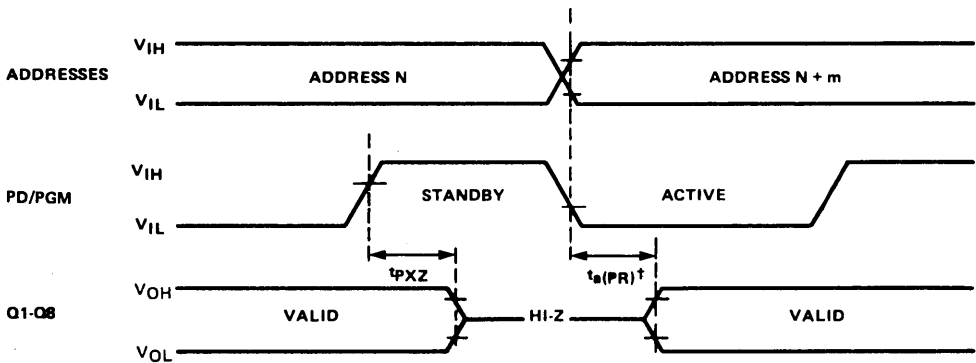 VIH
ADDRESSES
ADDRESS N
ADDRESS N + m
VIL
VIH
PD/PGM
STANDBY
ACTIVE
VIL
tPXZ
ta(PR)†
VOH
Q1-Q8
VALID
HI-Z
VALID
VOL